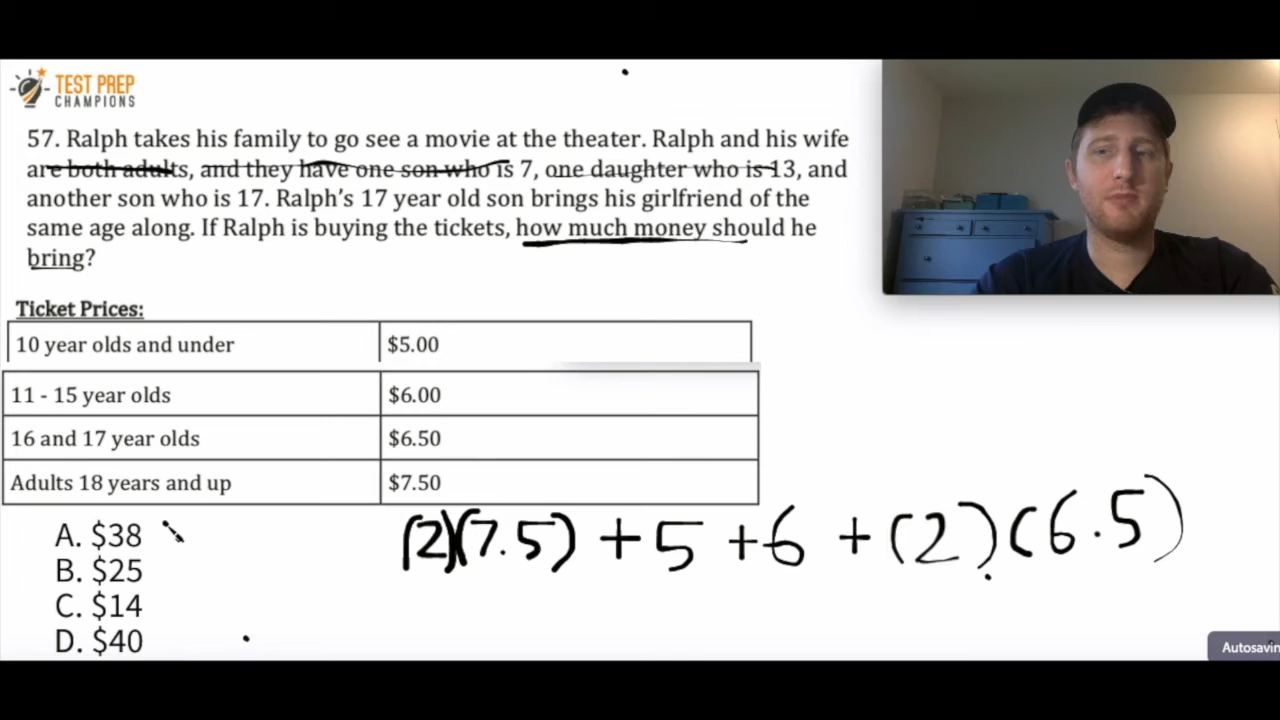 TEST PREP
CHAMPIONS
57. Ralph takes his family to go see a movie at the theater. Ralph and his wife
are both adults, and they have one son who is 7, one daughter who is 13, and
another son who is 17. Ralph's 17 year old son brings his girlfriend of the
same age along. If Ralph is buying the tickets, how much money should he
bring?
Ticket Prices:
10 year olds and under $5.00
11 - 15 year olds $6.00
16 and 17 year olds $6.50
Adults 18 years and up $7.50
A. $38
B. $25
C. $14
D. $40
(2)(7.5) + 5 + 6 + (2)(6.5)
Autosavin